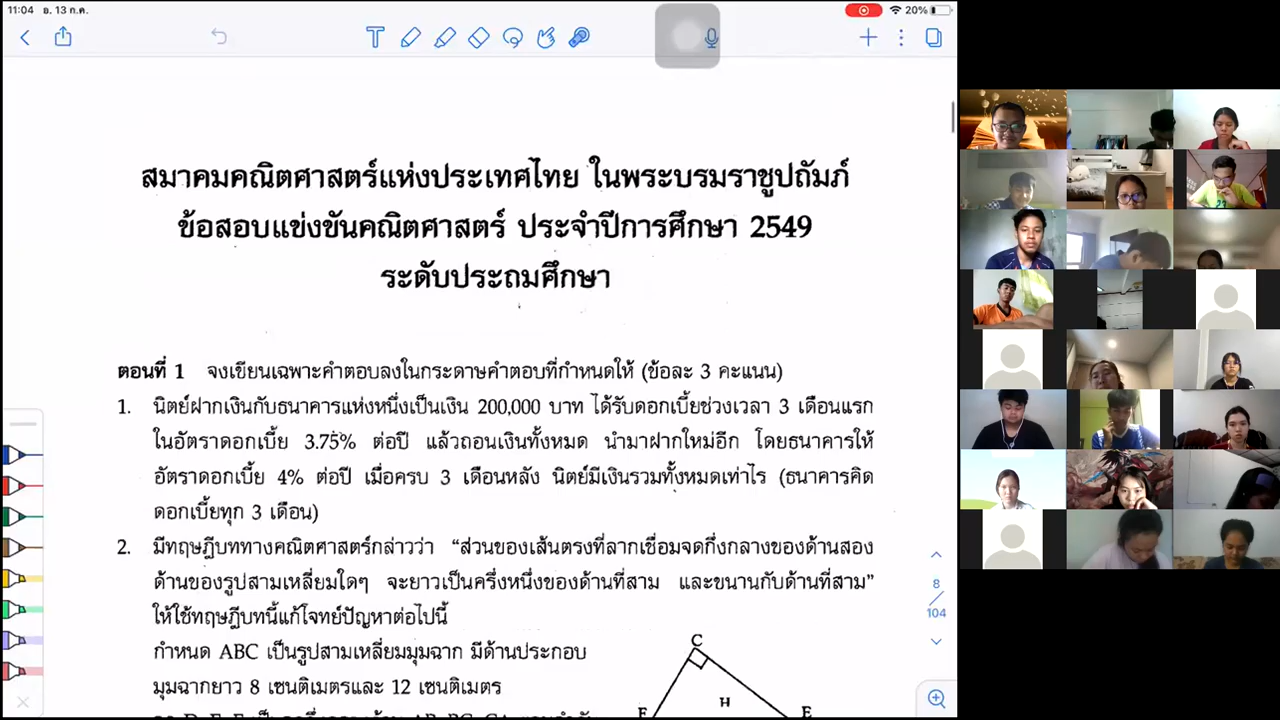 11:04 อ. 13 ก.ค.
20%
สมาคมคณิตศาสตร์แห่งประเทศไทย ในพระบรมราชูปถัมภ์
ข้อสอบแข่งขันคณิตศาสตร์ ประจำปีการศึกษา 2549
ระดับประถมศึกษา
ตอนที่ 1 จงเขียนเฉพาะคำตอบลงในกระดาษคำตอบที่กำหนดให้ (ข้อละ 3 คะแนน)
1. นิตย์ฝากเงินกับธนาคารแห่งหนึ่งเป็นเงิน 200,000 บาท ได้รับดอกเบี้ยช่วงเวลา 3 เดือนแรก
ในอัตราดอกเบี้ย 3.75% ต่อปี แล้วถอนเงินทั้งหมด นำมาฝากใหม่อีก โดยธนาคารให้
อัตราดอกเบี้ย 4% ต่อปี เมื่อครบ 3 เดือนหลัง นิตย์มีเงินรวมทั้งหมดเท่าไร (ธนาคารคิด
ดอกเบี้ยทุก 3 เดือน)
2. มีทฤษฎีบททางคณิตศาสตร์กล่าวว่า "ส่วนของเส้นตรงที่ลากเชื่อมจุดกึ่งกลางของด้านสอง
ด้านของรูปสามเหลี่ยมใดๆ จะยาวเป็นครึ่งหนึ่งของด้านที่สาม และขนานกับด้านที่สาม"
ให้ใช้ทฤษฎีบทนี้แก้โจทย์ปัญหาต่อไปนี้
กำหนด ABC เป็นรูปสามเหลี่ยมมุมฉาก มีด้านประกอบ
มุมฉากยาว 8 เซนติเมตรและ 12 เซนติเมตร
C
H
F
E
8
104